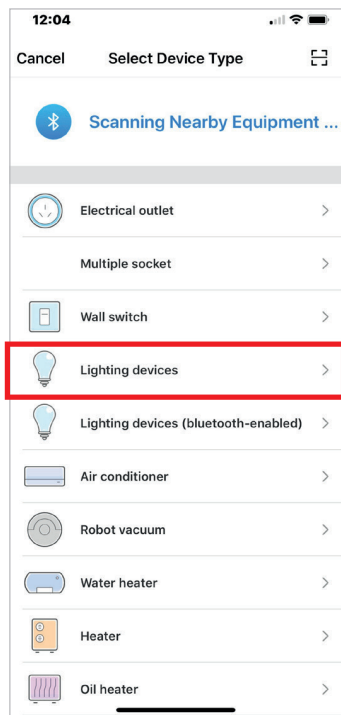 12:04
Cancel Select Device Type
Scanning Nearby Equipment ...
Electrical outlet
Multiple socket
Wall switch
Lighting devices
Lighting devices (bluetooth-enabled)
Air conditioner
Robot vacuum
Water heater
Heater
Oil heater